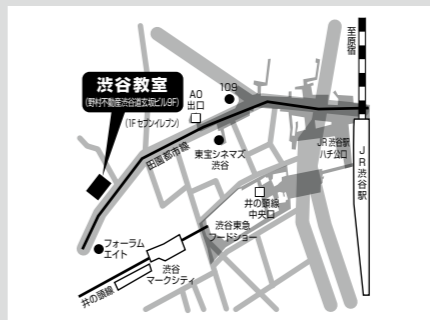 渋谷教室
(野村不動産渋谷道玄坂ビル9F)
(1F セブンイレブン)
A0
出口
109
至原宿
田園都市線
東宝シネマズ
渋谷
JR渋谷駅
ハチ公口
JR渋谷駅
井の頭線
中央口
渋谷東急
フードショー
フォーラム
エイト
渋谷
マークシティ
井の頭線